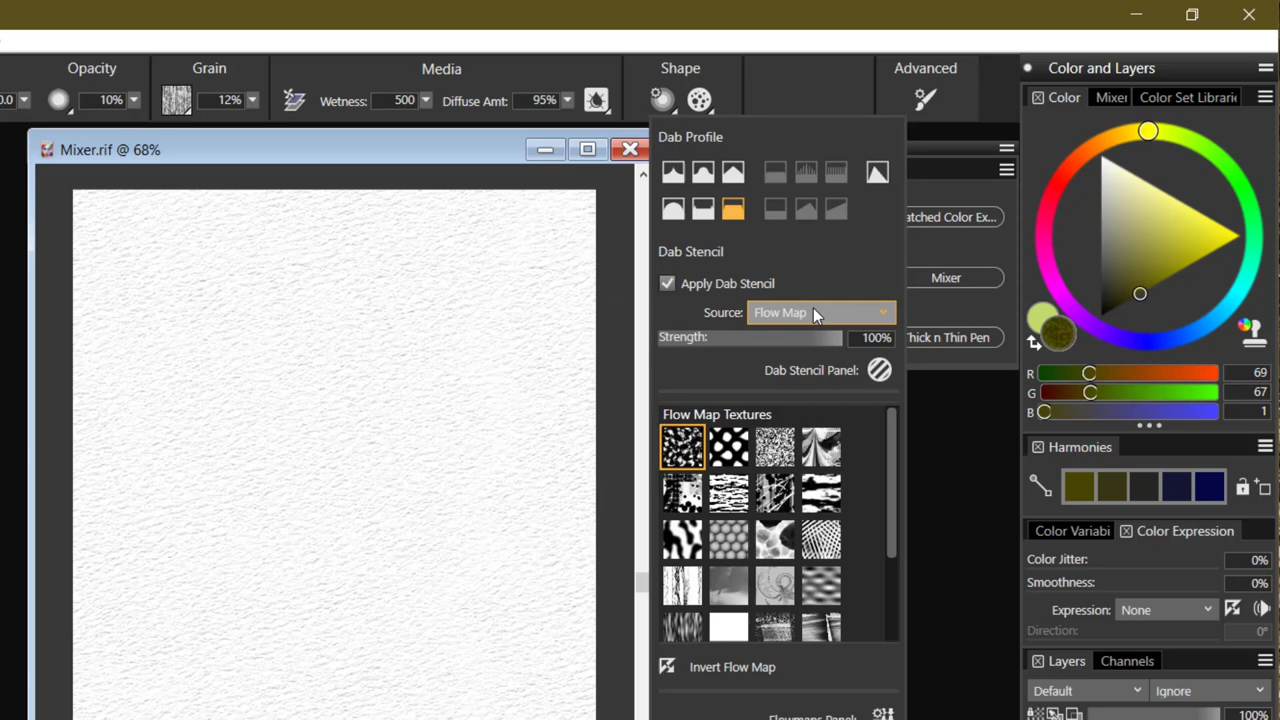 Opacity
Grain
Media
Shape
Advanced
0.0
10%
12%
Wetness: 500
Diffuse Amt: 95%
Mixer.rif @ 68%
Dab Profile
Dab Stencil
Apply Dab Stencil
Source: Flow Map
Strength: 100%
Dab Stencil Panel:
Flow Map Textures
Invert Flow Map
Flowmaps Panel:
atched Color Ex...
Mixer
Thick n Thin Pen
Color and Layers
Color Mixer Color Set Librari
R 69
G 67
B 1
Harmonies
Color Variabi Color Expression
Color Jitter: 0%
Smoothness: 0%
Expression: None
Direction: 0°
Layers Channels
Default Ignore
100%